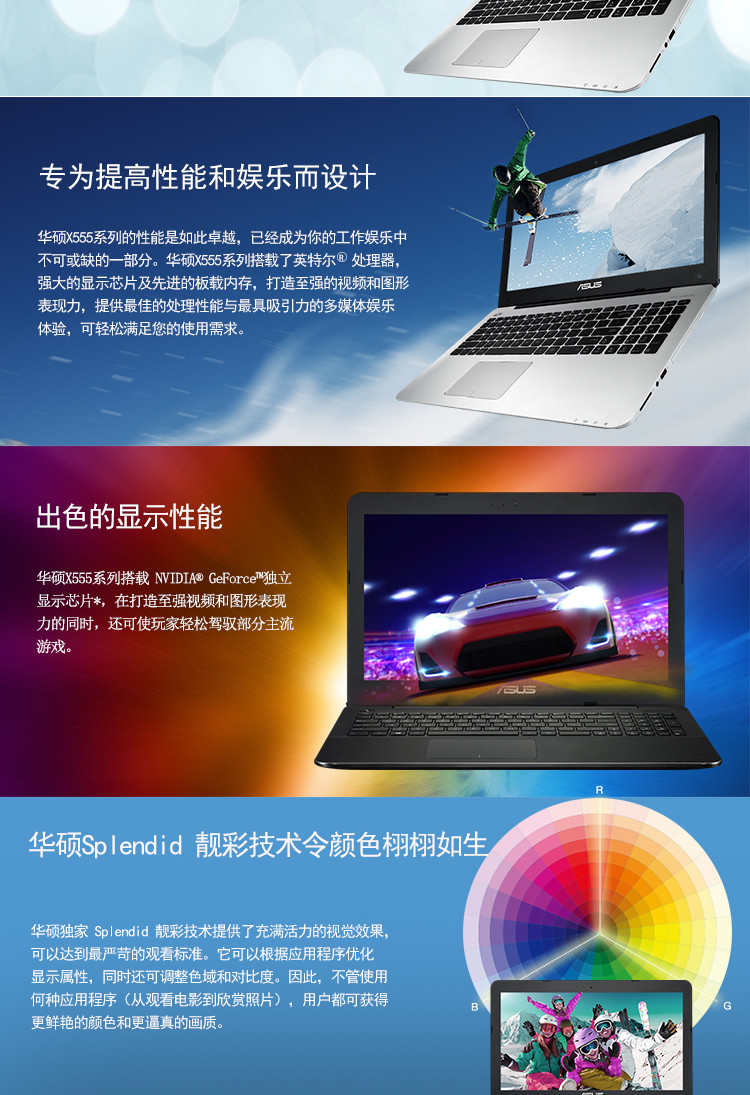 专为提高性能和娱乐而设计
华硕X555系列的性能是如此卓越，已经成为你的工作娱乐中
不可或缺的一部分。华硕X555系列搭载了英特尔® 处理器，
强大的显示芯片及先进的板载内存，打造至强的视频和图形
表现力，提供最佳的处理性能与最具吸引力的多媒体娱乐
体验，可轻松满足您的使用需求。
ASUS
出色的显示性能
华硕X555系列搭载 NVIDIA® GeForce™独立
显示芯片*，在打造至强视频和图形表现
力的同时，还可使玩家轻松驾驭部分主流
游戏。
ASUS
R
华硕Splendid 靓彩技术令颜色栩栩如生
华硕独家 Splendid 靓彩技术提供了充满活力的视觉效果，
可以达到最严苛的观看标准。它可以根据应用程序优化
显示属性，同时还可调整色域和对比度。因此，不管使用
何种应用程序（从观看电影到欣赏照片），用户都可获得
更鲜艳的颜色和更逼真的画质。
B
G